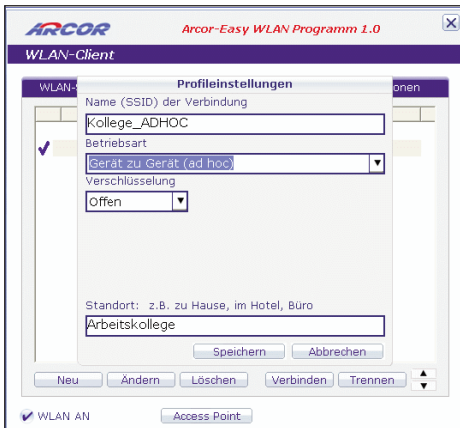 ARCOR Arcor-Easy WLAN Programm 1.0
WLAN-Client
WLAN- Profileinstellungen onen
Name (SSID) der Verbindung
Kollege_ADHOC
Betriebsart
Gerät zu Gerät (ad hoc)
Verschlüsselung
Offen
Standort: z.B. zu Hause, im Hotel, Büro
Arbeitskollege
Speichern Abbrechen
Neu Ändern Löschen Verbinden Trennen
WLAN AN Access Point